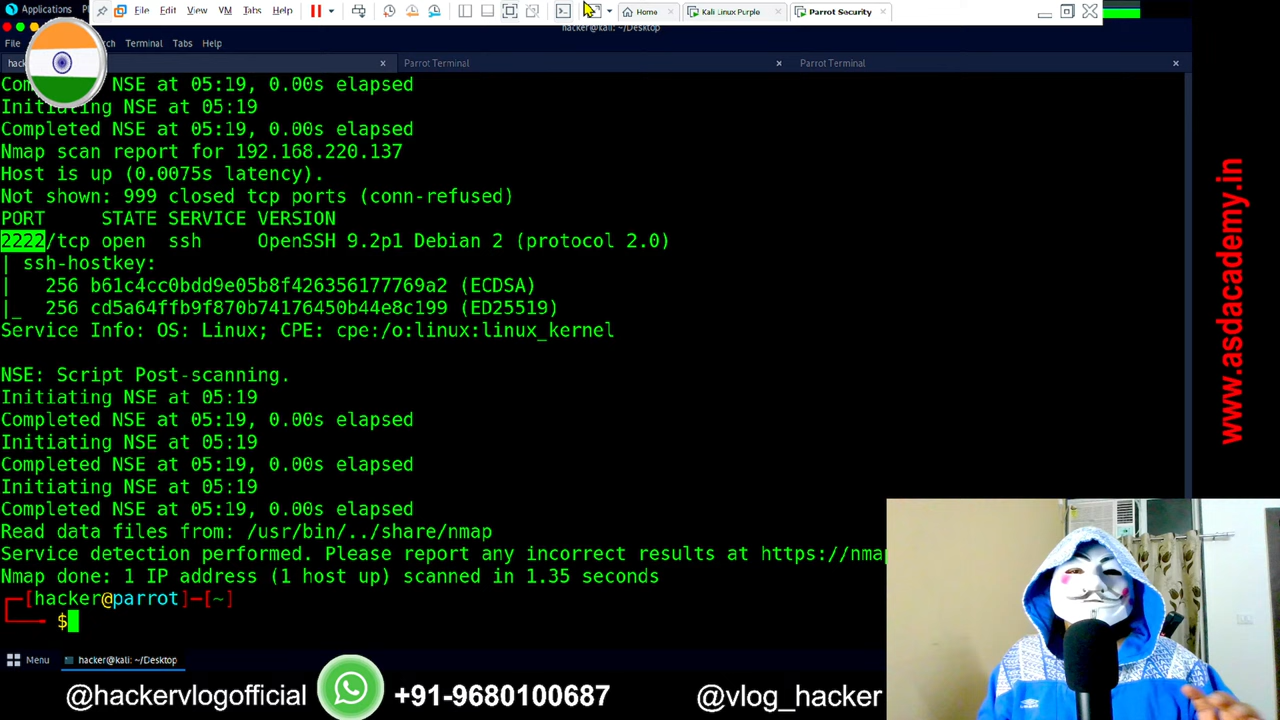 Applications
File Edit View VM Tabs Help
Home
Kali Linux Purple
Parrot Security
hacker@kali: ~/Desktop
File
Terminal Tabs Help
Parrot Terminal
Parrot Terminal
NSE at 05:19, 0.00s elapsed
NSE at 05:19
Completed NSE at 05:19, 0.00s elapsed
Nmap scan report for 192.168.220.137
Host is up (0.0075s latency).
Not shown: 999 closed tcp ports (conn-refused)
PORT STATE SERVICE VERSION
2222/tcp open ssh OpenSSH 9.2p1 Debian 2 (protocol 2.0)
| ssh-hostkey:
| 256 b61c4cc0bdd9e05b8f426356177769a2 (ECDSA)
|_ 256 cd5a64ffb9f870b74176450b44e8c199 (ED25519)
Service Info: OS: Linux; CPE: cpe:/o:linux:linux_kernel
NSE: Script Post-scanning.
Initiating NSE at 05:19
Completed NSE at 05:19, 0.00s elapsed
Initiating NSE at 05:19
Completed NSE at 05:19, 0.00s elapsed
Initiating NSE at 05:19
Completed NSE at 05:19, 0.00s elapsed
Read data files from: /usr/bin/../share/nmap
Service detection performed. Please report any incorrect results at https://nmap
Nmap done: 1 IP address (1 host up) scanned in 1.35 seconds
[hacker@parrot]-[~]
$
Menu
hacker@kali: ~/Desktop
@hackervlogofficial
+91-9680100687
@vlog_hacker
www.asdacademy.in